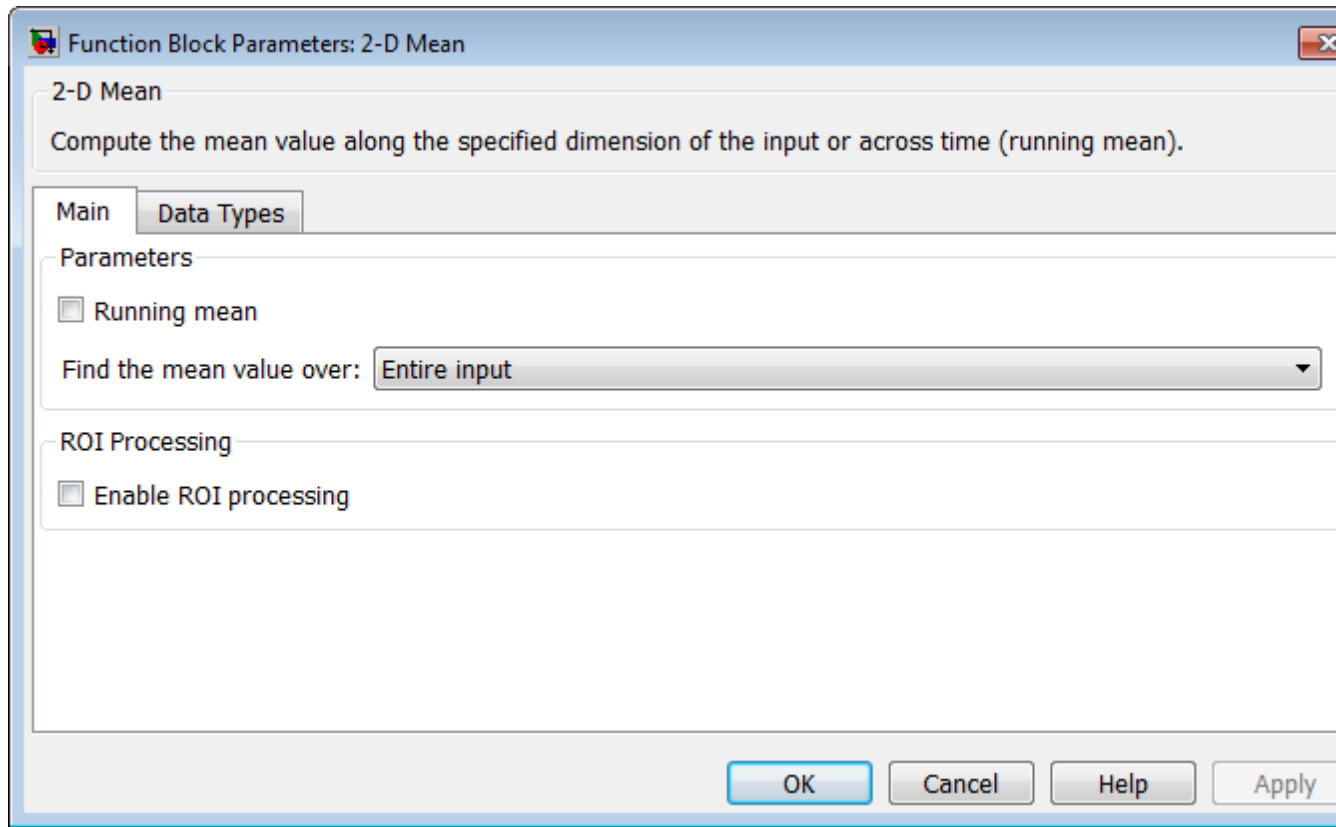 Function Block Parameters: 2-D Mean
2-D Mean
Compute the mean value along the specified dimension of the input or across time (running mean).
Main Data Types
Parameters
Running mean
Find the mean value over: Entire input
ROI Processing
Enable ROI processing
OK Cancel Help Apply